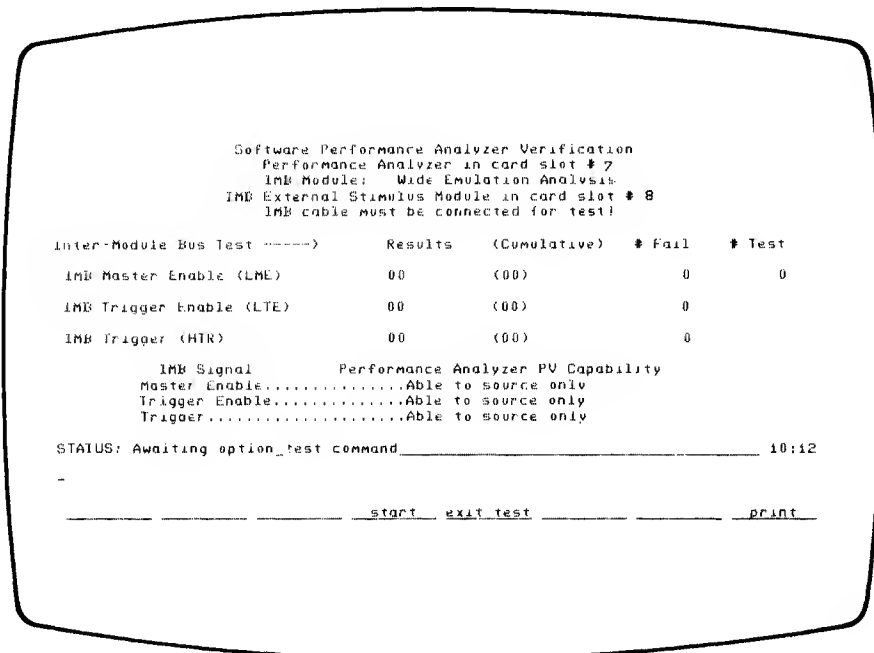 Software Performance Analyzer Verification
Performance Analyzer in card slot # 7
IMB Module: Wide Emulation Analysis
IMB External Stimulus Module in card slot # 8
IMB cable must be connected for test!
Inter-Module Bus Test -----> Results (Cumulative) # Fail # Test
IMB Master Enable (LME) 00 (00) 0 0
IMB Trigger Enable (LTE) 00 (00) 0
IMB Trigger (HTR) 00 (00) 0
IMB Signal Performance Analyzer PV Capability
Master Enable................Able to source only
Trigger Enable...............Able to source only
Trigger......................Able to source only
STATUS: Awaiting option_test command 10:12
start exit test print